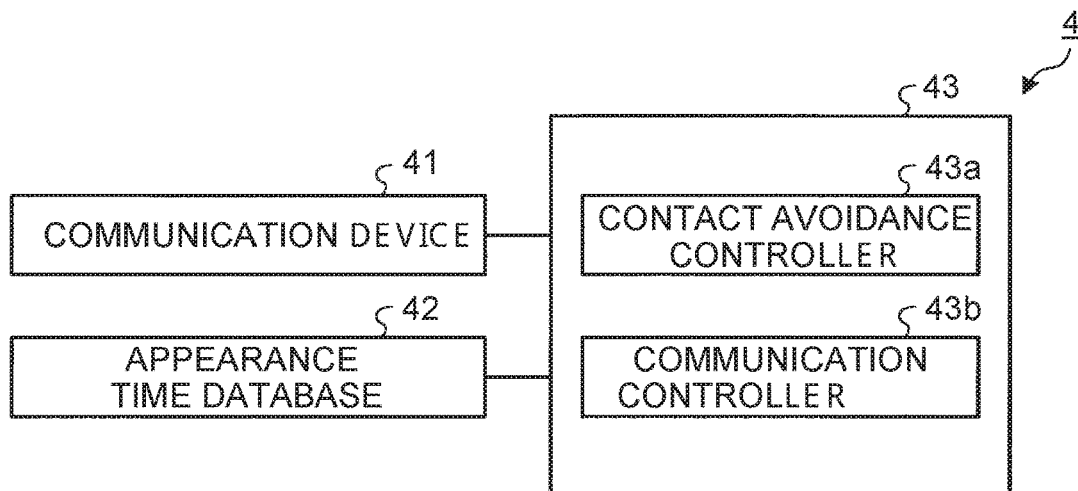 4
43
41
COMMUNICATION DEVICE
43a
CONTACT AVOIDANCE
CONTROLLER
42
APPEARANCE
TIME DATABASE
43b
COMMUNICATION
CONTROLLER